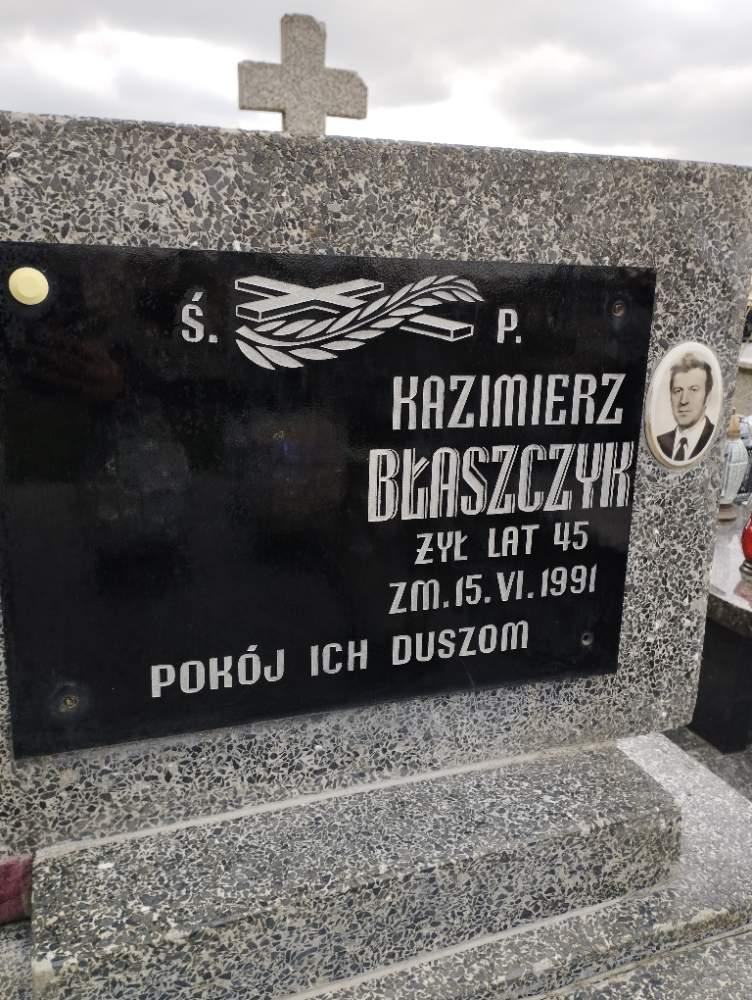 Ś. P.
KAZIMIERZ
BŁASZCZYK
ŻYŁ LAT 45
ZM. 15. VI. 1991
POKÓJ ICH DUSZOM